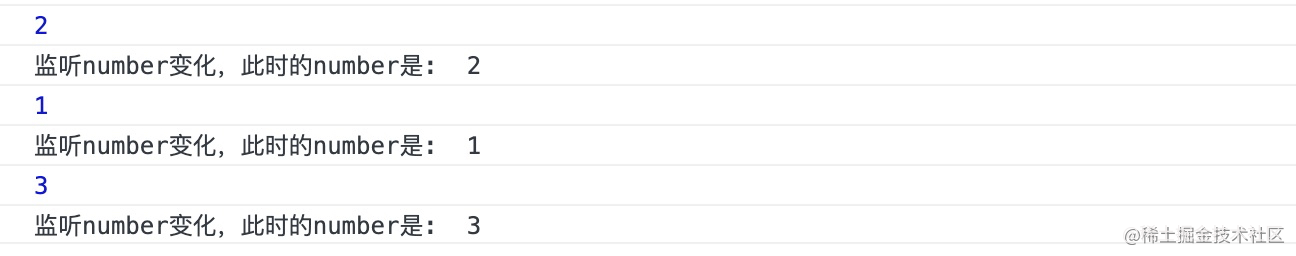 2
监听number变化，此时的number是： 2
1
监听number变化，此时的number是： 1
3
监听number变化，此时的number是： 3
@稀土掘金技术社区